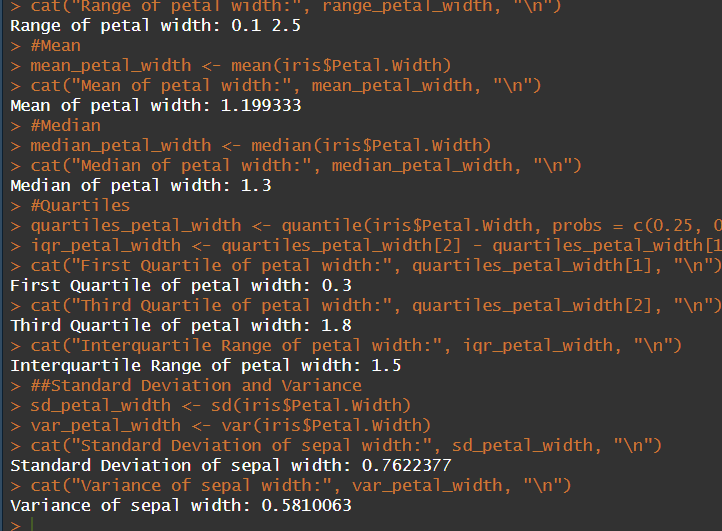 > cat("Range of petal width:", range_petal_width, "\n")
Range of petal width: 0.1 2.5
> #Mean
> mean_petal_width <- mean(iris$Petal.Width)
> cat("Mean of petal width:", mean_petal_width, "\n")
Mean of petal width: 1.199333
> #Median
> median_petal_width <- median(iris$Petal.Width)
> cat("Median of petal width:", median_petal_width, "\n")
Median of petal width: 1.3
> #Quartiles
> quartiles_petal_width <- quantile(iris$Petal.Width, probs = c(0.25, 0
> iqr_petal_width <- quartiles_petal_width[2] - quartiles_petal_width[1
> cat("First Quartile of petal width:", quartiles_petal_width[1], "\n")
First Quartile of petal width: 0.3
> cat("Third Quartile of petal width:", quartiles_petal_width[2], "\n")
Third Quartile of petal width: 1.8
> cat("Interquartile Range of petal width:", iqr_petal_width, "\n")
Interquartile Range of petal width: 1.5
> ##Standard Deviation and Variance
> sd_petal_width <- sd(iris$Petal.Width)
> var_petal_width <- var(iris$Petal.Width)
> cat("Standard Deviation of sepal width:", sd_petal_width, "\n")
Standard Deviation of sepal width: 0.7622377
> cat("Variance of sepal width:", var_petal_width, "\n")
Variance of sepal width: 0.5810063
>